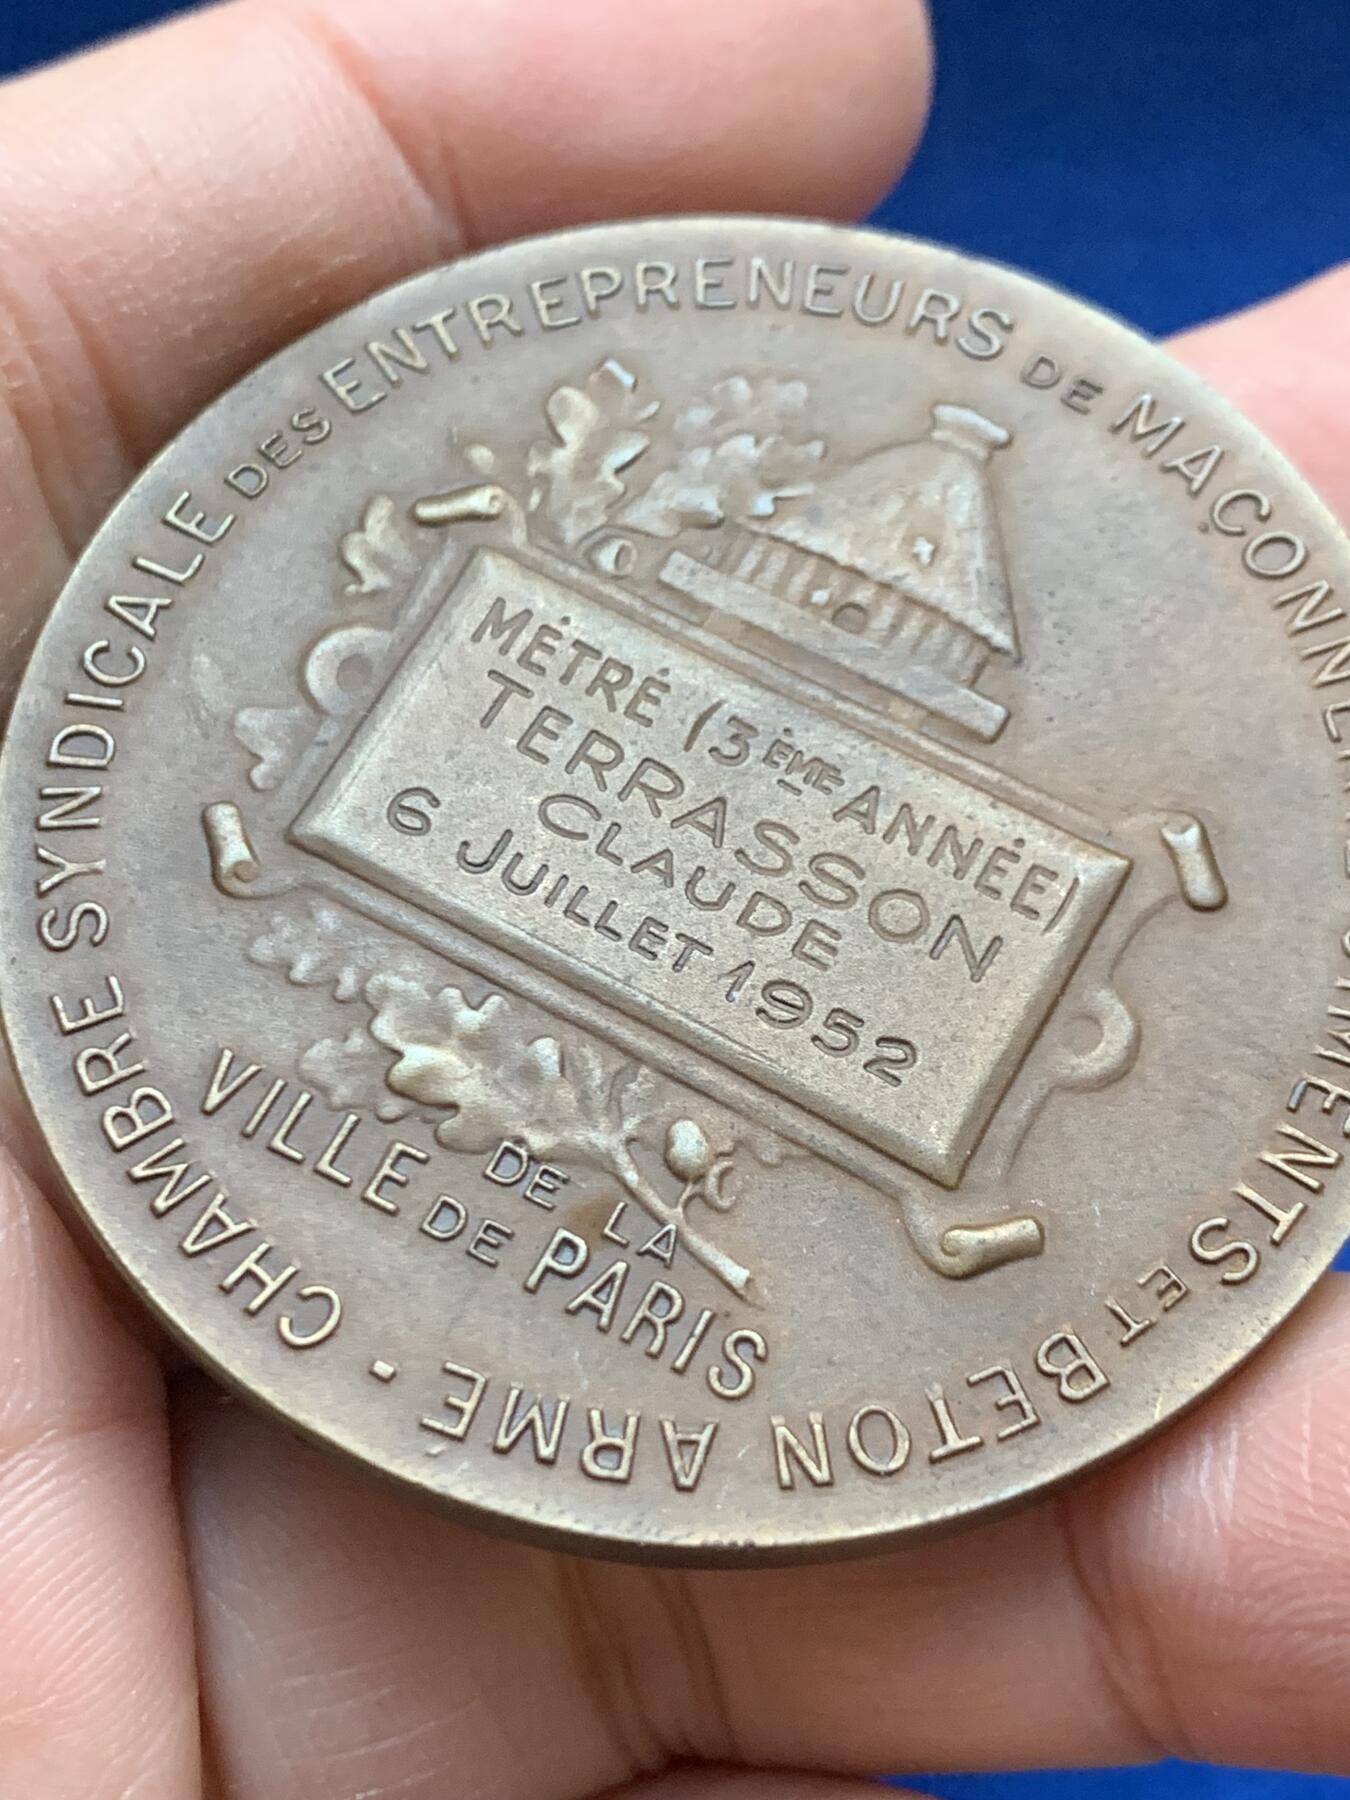 CHAMBRE SYNDICALE DES ENTREPRENEURS DE MAÇONNERIE CIMENTS ET BETON ARME .
MÉTRÉ (3ÈME ANNÉE)
TERRASSON
CLAUDE
6 JUILLET 1952
DE LA
VILLE DE PARIS